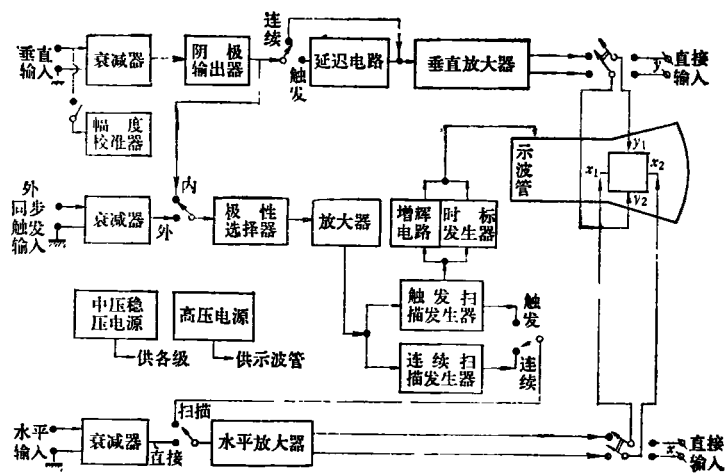 垂直
输入
衰减器
阴极
输出器
连续
触发
延迟电路
垂直放大器
y
直接
输入
幅度
校准器
示波管
y1
x1
x2
y2
外
同步
触发
输入
衰减器
内
外
极性
选择器
放大器
增辉
电路
时标
发生器
触发扫
描发生器
触发
连续扫
描发生器
连续
中压稳
压电源
供各级
高压电源
供示波管
水平
输入
衰减器
扫描
直接
水平放大器
x
直接
输入